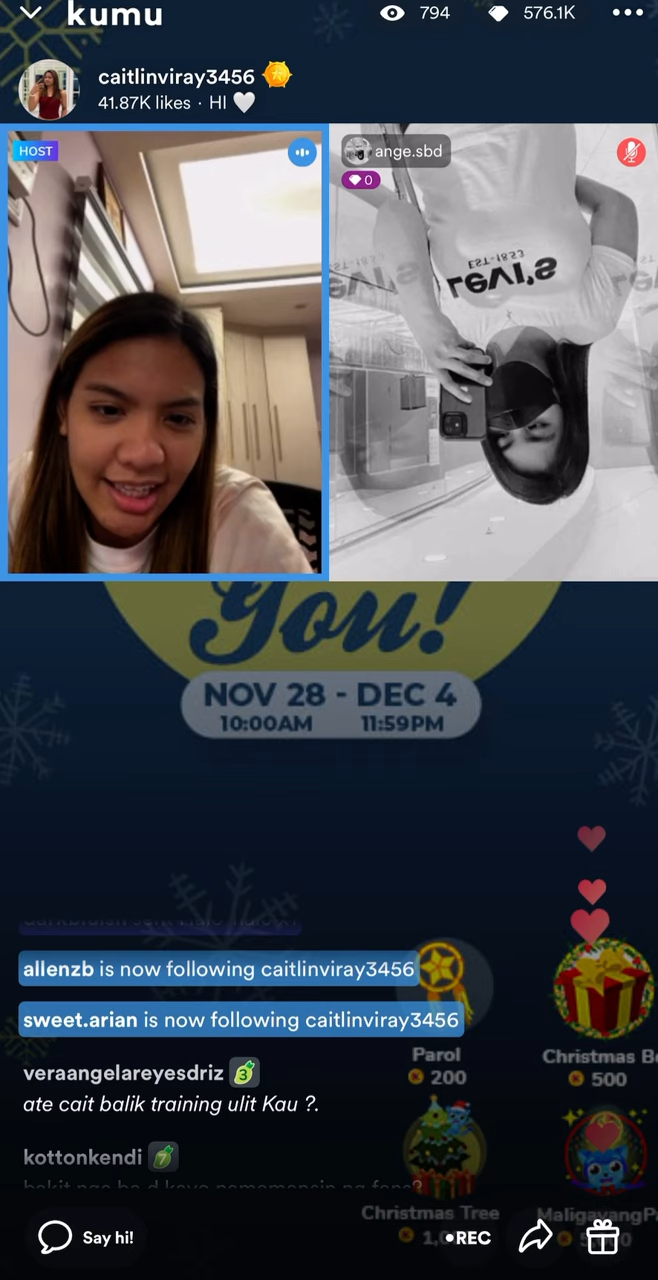 kumu
794
576.1K
caitlinviray3456
41.87K likes · HI
HOST
ange.sbd
0
EST·1853
Levi's
You!
NOV 28 - DEC 4
10:00AM 11:59PM
allenzb is now following caitlinviray3456
sweet.arian is now following caitlinviray3456
veraangelareyesdriz 3
ate cait balik training ulit Kau ?.
kottonkendi 7
Parol
200
Christmas
500
Christmas Tree
Say hi!
REC